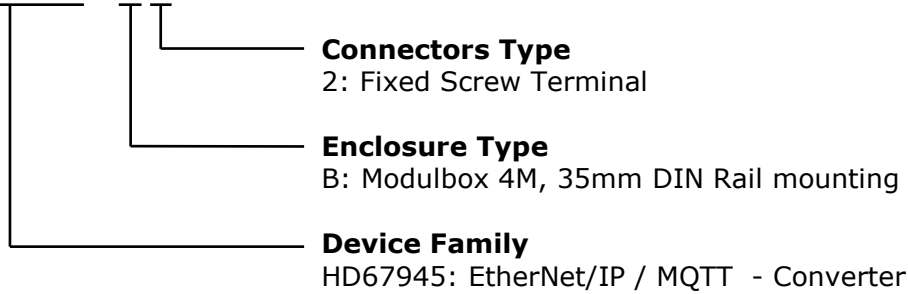 Connectors Type
2: Fixed Screw Terminal
Enclosure Type
B: Modulbox 4M, 35mm DIN Rail mounting
Device Family
HD67945: EtherNet/IP / MQTT  - Converter